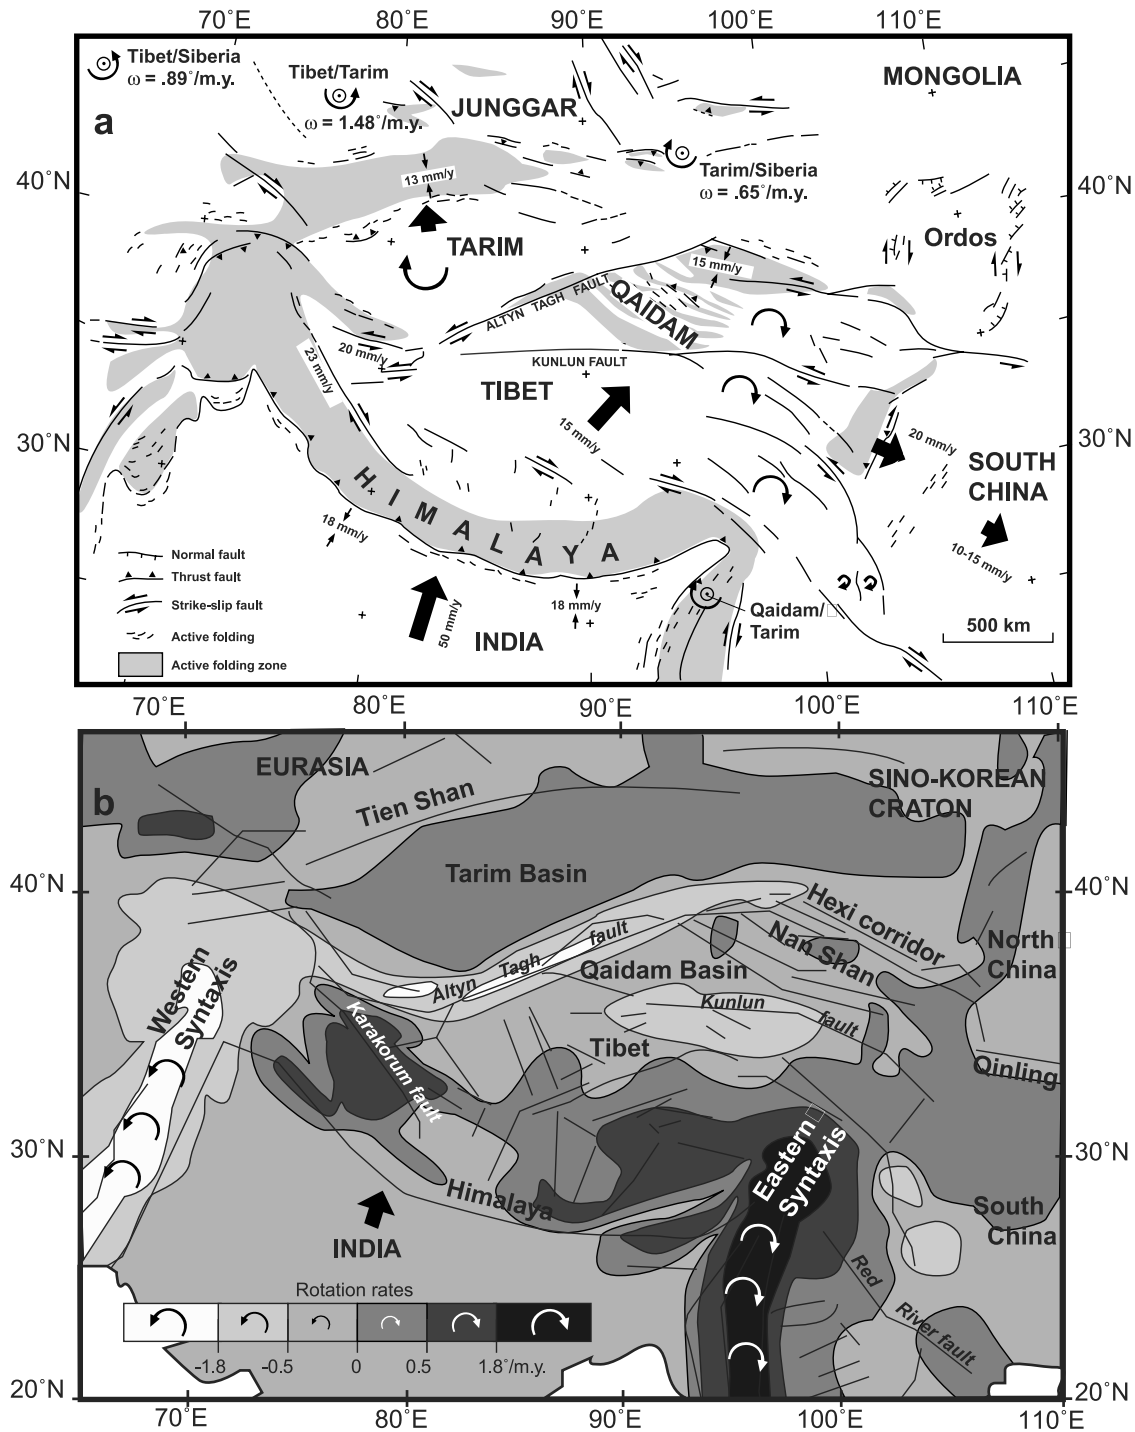 70°E 80°E 90°E 100°E 110°E
Tibet/Siberia
ω = .89°/m.y.
Tibet/Tarim
ω = 1.48°/m.y.
JUNGGAR
MONGOLIA
a
Tarim/Siberia
ω = .65°/m.y.
40°N
40°N
13 mm/y
TARIM
Ordos
15 mm/y
ALTYN TAGH FAULT
QAIDAM
20 mm/y
23 mm/y
KUNLUN FAULT
TIBET
15 mm/y
30°N
30°N
20 mm/y
SOUTH
CHINA
HIMALAYA
18 mm/y
10-15 mm/y
Normal fault
Thrust fault
Strike-slip fault
Active folding
Active folding zone
50 mm/y
18 mm/y
INDIA
Qaidam/
Tarim
500 km
70°E 80°E 90°E 100°E 110°E
b
EURASIA
SINO-KOREAN
CRATON
Tien Shan
Tarim Basin
40°N
40°N
Hexi corridor
Nan Shan
North
China
Altyn Tagh fault
Qaidam Basin
Western
Syntaxis
Kunlun fault
Karakorum fault
Tibet
Qinling
30°N
30°N
Eastern
Syntaxis
Himalaya
South
China
INDIA
Red River fault
Rotation rates
-1.8 -0.5 0 0.5 1.8°/m.y.
20°N
20°N
70°E 80°E 90°E 100°E 110°E